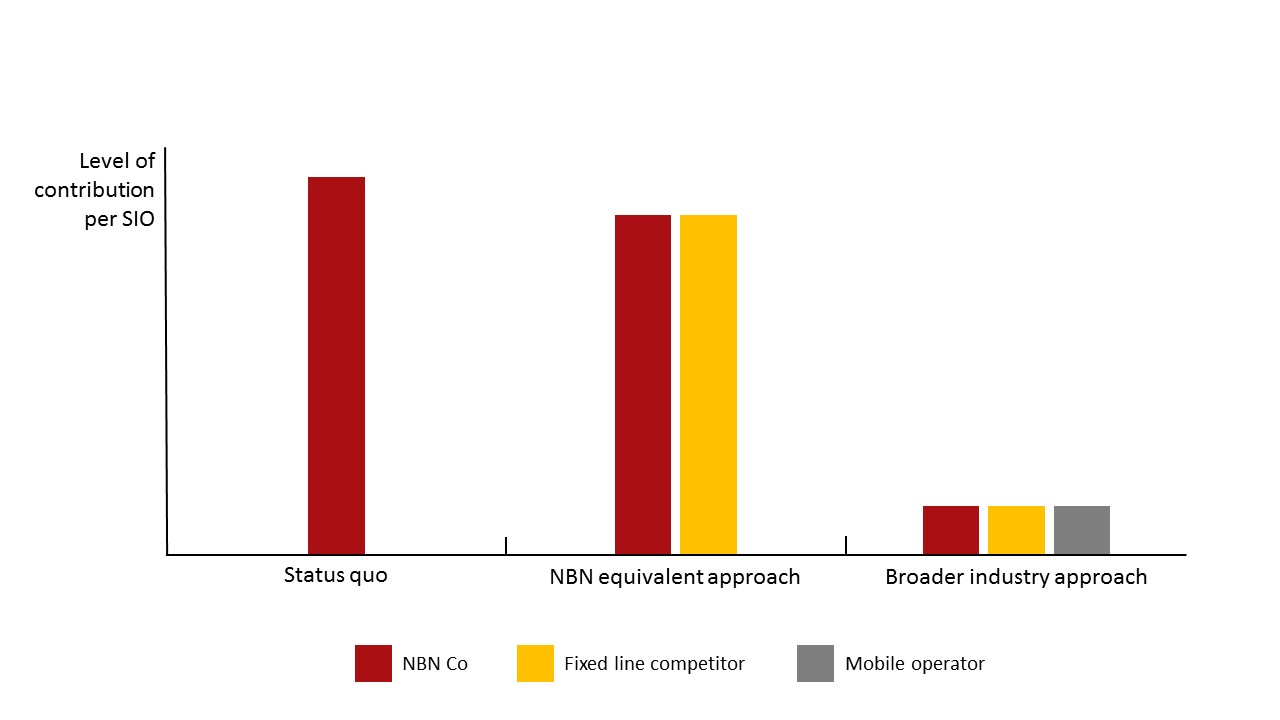 Level of
contribution
per SIO
Status quo
NBN equivalent approach
Broader industry approach
NBN Co
Fixed line competitor
Mobile operator